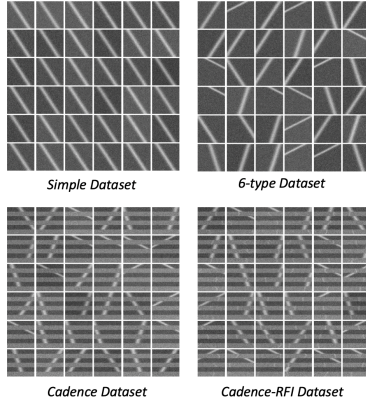 Simple Dataset
6-type Dataset
Cadence Dataset
Cadence-RFI Dataset